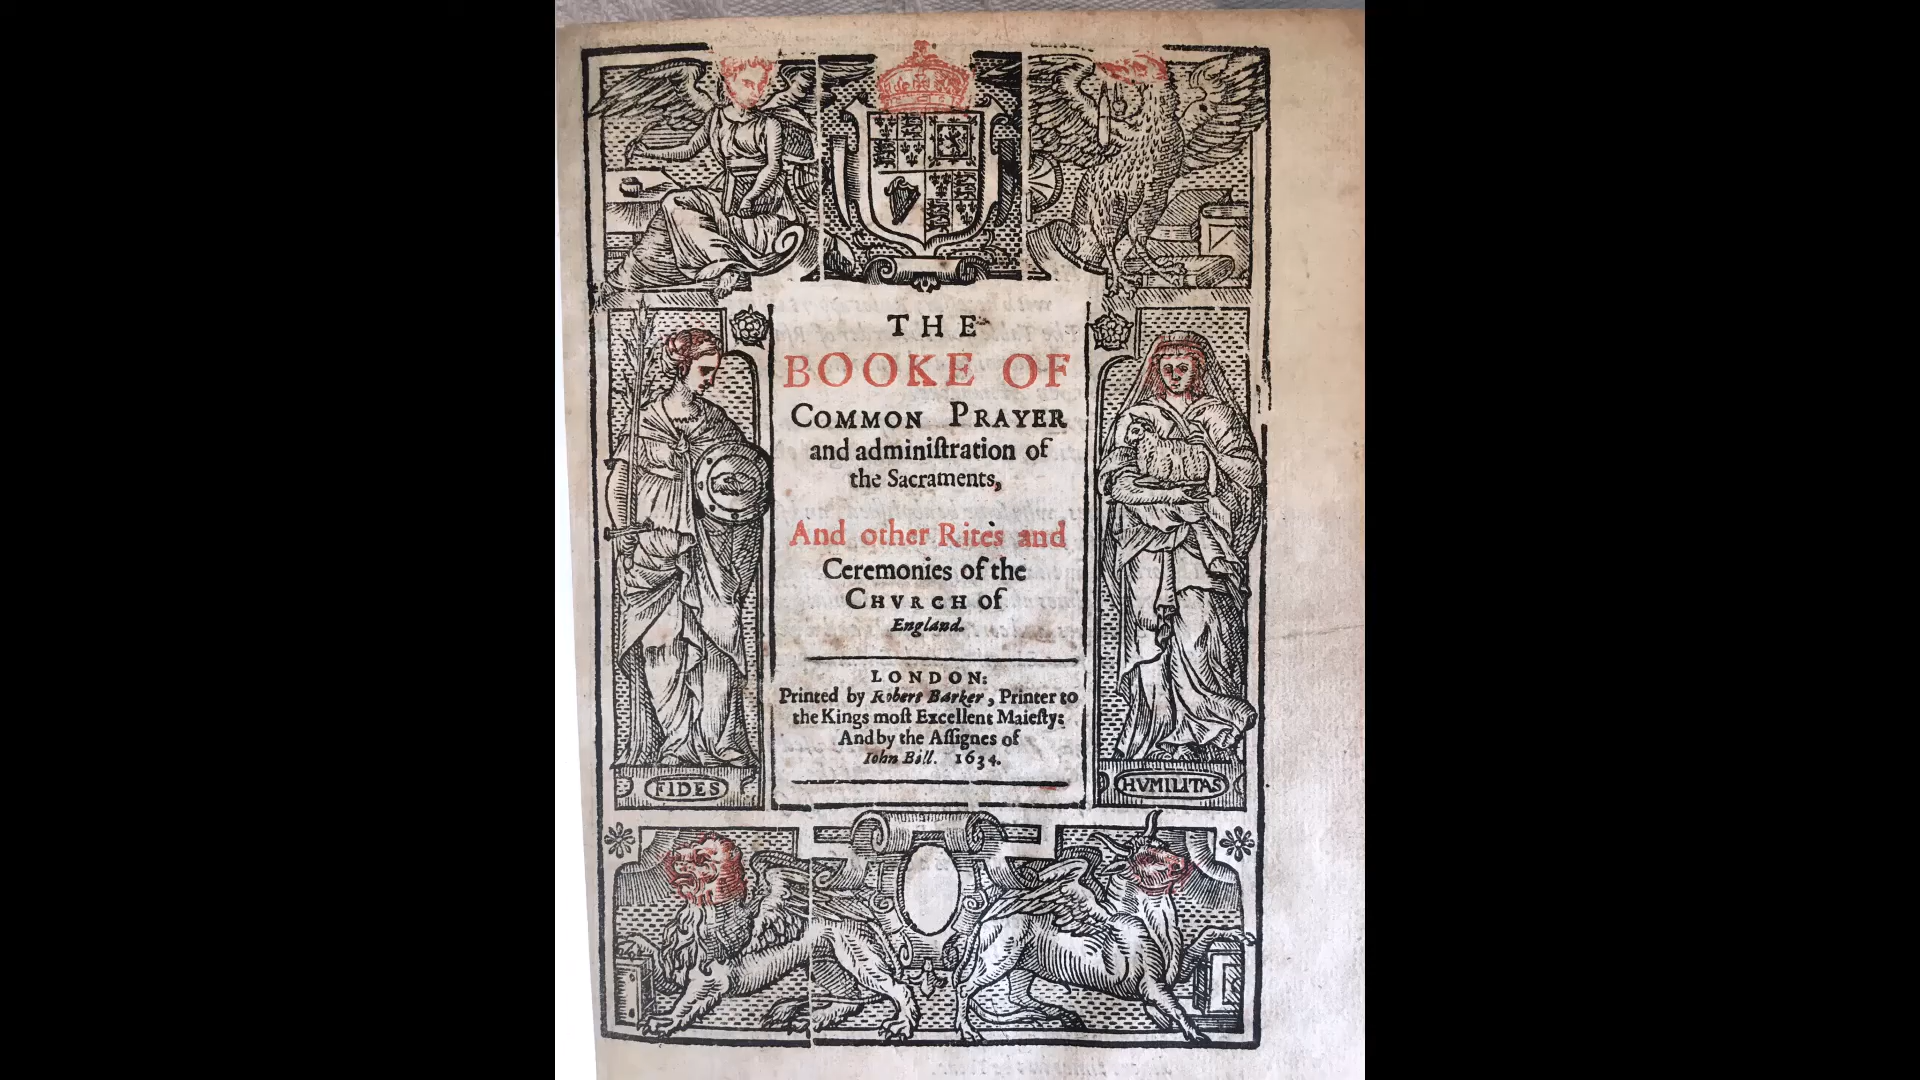 THE
BOOKE OF
COMMON PRAYER
and adminiſtration of
the Sacraments,
And other Rites and
Ceremonies of the
CHVRCH of
England.
LONDON:
Printed by Robert Barker, Printer to
the Kings moſt Excellent Maieſty:
And by the Aſſignes of
Iohn Bill. 1634.
FIDES
HVMILITAS